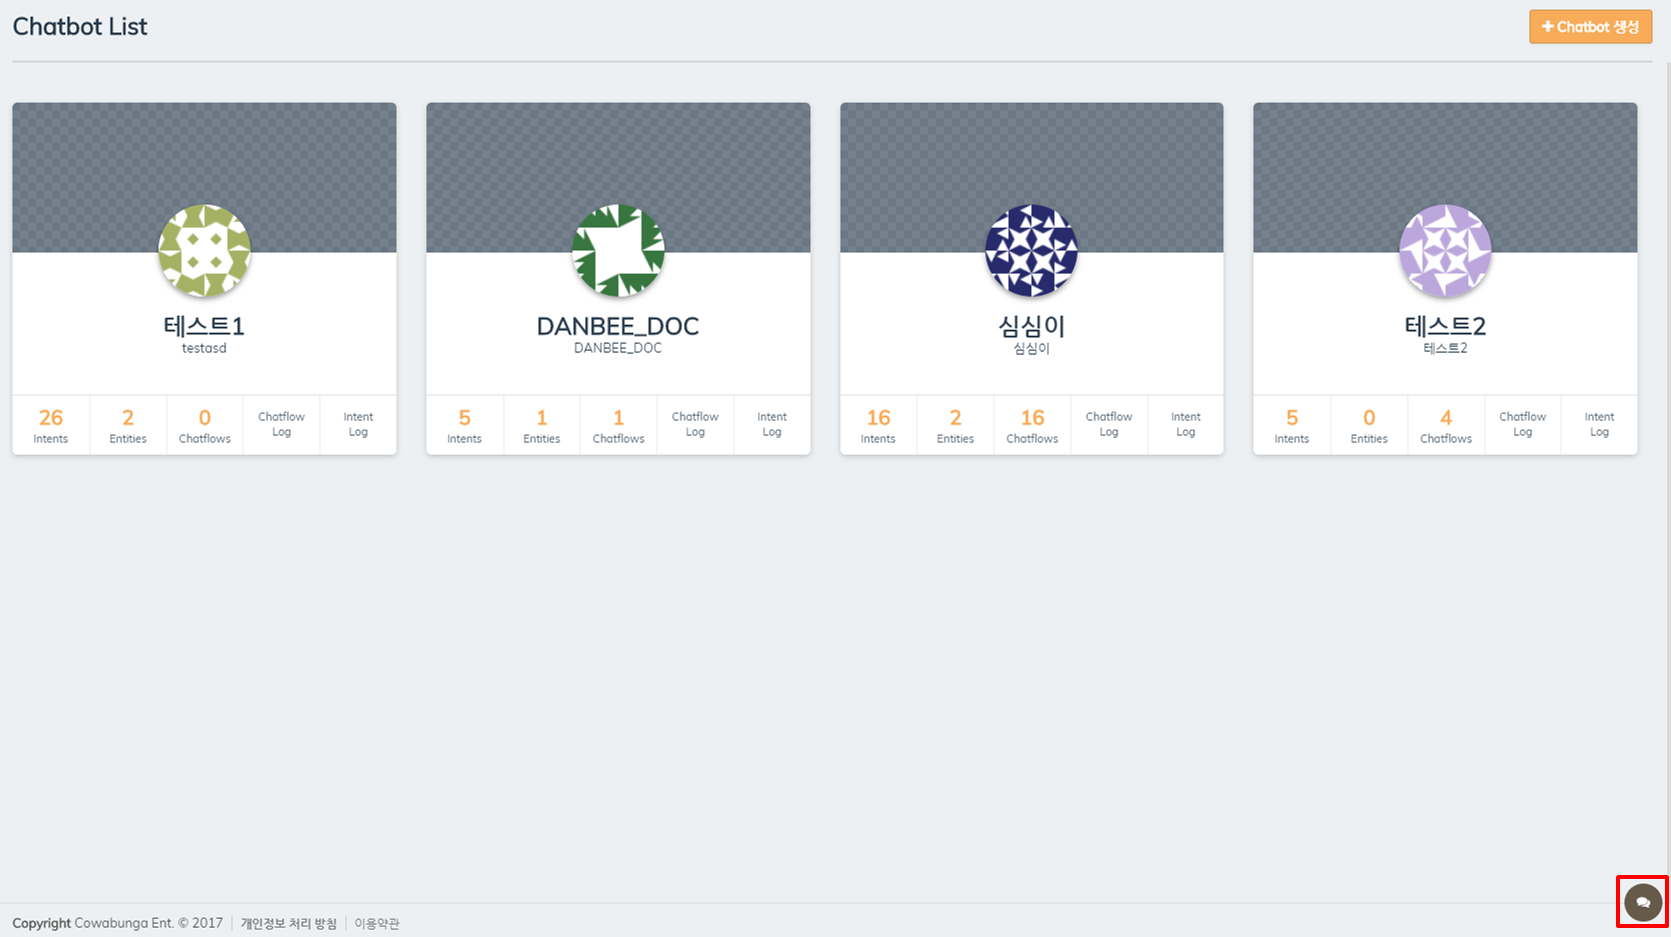 Chatbot List
Chatbot 생성
테스트1
testasd
26 Intents
2 Entities
0 Chatflows
Chatflow Log
Intent Log
DANBEE_DOC
DANBEE_DOC
5 Intents
1 Entities
1 Chatflows
Chatflow Log
Intent Log
심심이
심심이
16 Intents
2 Entities
16 Chatflows
Chatflow Log
Intent Log
테스트2
테스트2
5 Intents
0 Entities
4 Chatflows
Chatflow Log
Intent Log
Copyright Cowabunga Ent. © 2017 개인정보 처리 방침 이용약관